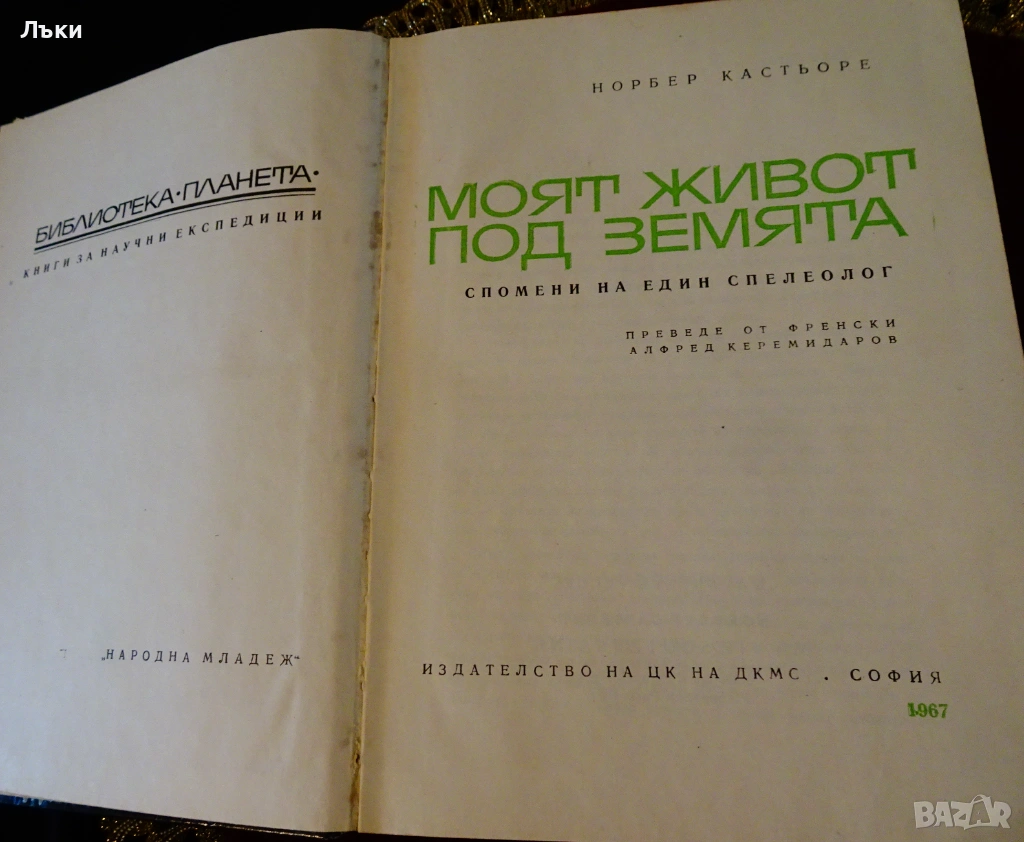 Лъки
БИБЛИОТЕКА·ПЛАНЕТА·
КНИГИ ЗА НАУЧНИ ЕКСПЕДИЦИИ
„НАРОДНА МЛАДЕЖ“
НОРБЕР КАСТЬОРЕ
МОЯТ ЖИВОТ
ПОД ЗЕМЯТА
СПОМЕНИ НА ЕДИН СПЕЛЕОЛОГ
ПРЕВЕДЕ ОТ ФРЕНСКИ
АЛФРЕД КЕРЕМИДАРОВ
ИЗДАТЕЛСТВО НА ЦК НА ДКМС . СОФИЯ
1967
BAZAR